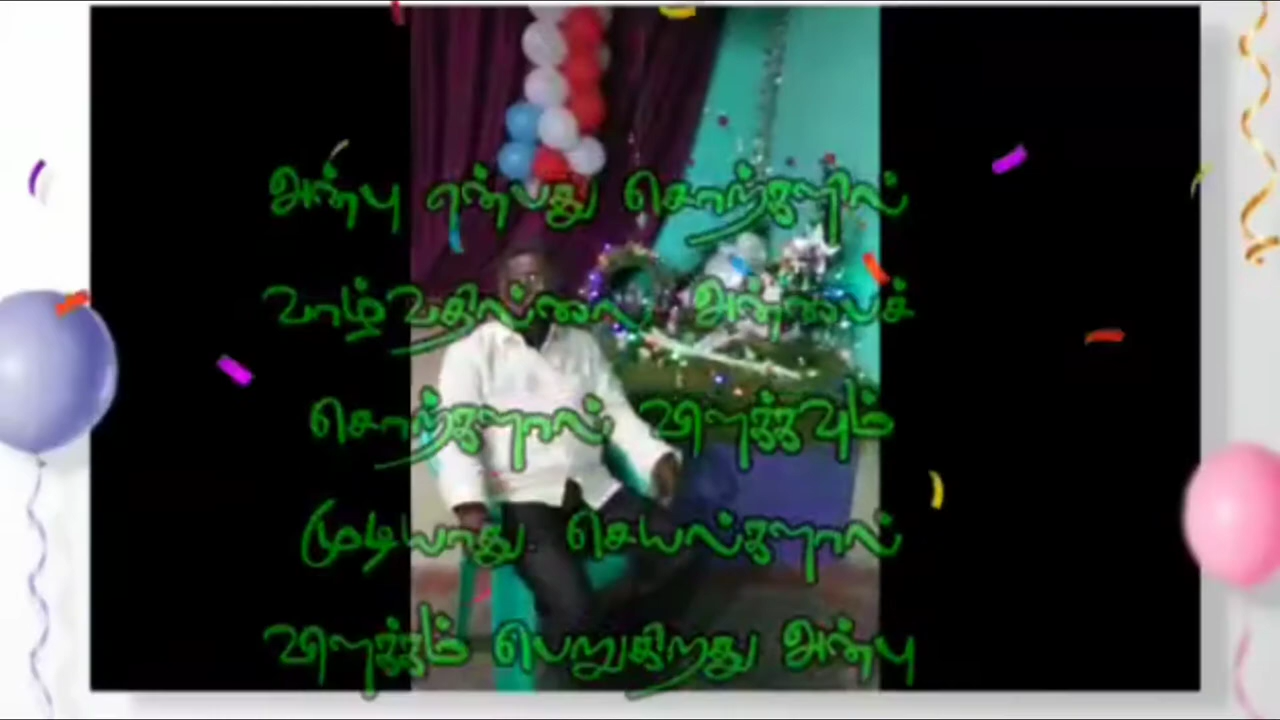 அன்பு என்பது சொற்களில்
வாழ்வதில்லை அன்பைச்
சொற்களால் விளக்கவும்
முடியாது செயல்களால்
விளக்கம் பெறுகிறது அன்பு